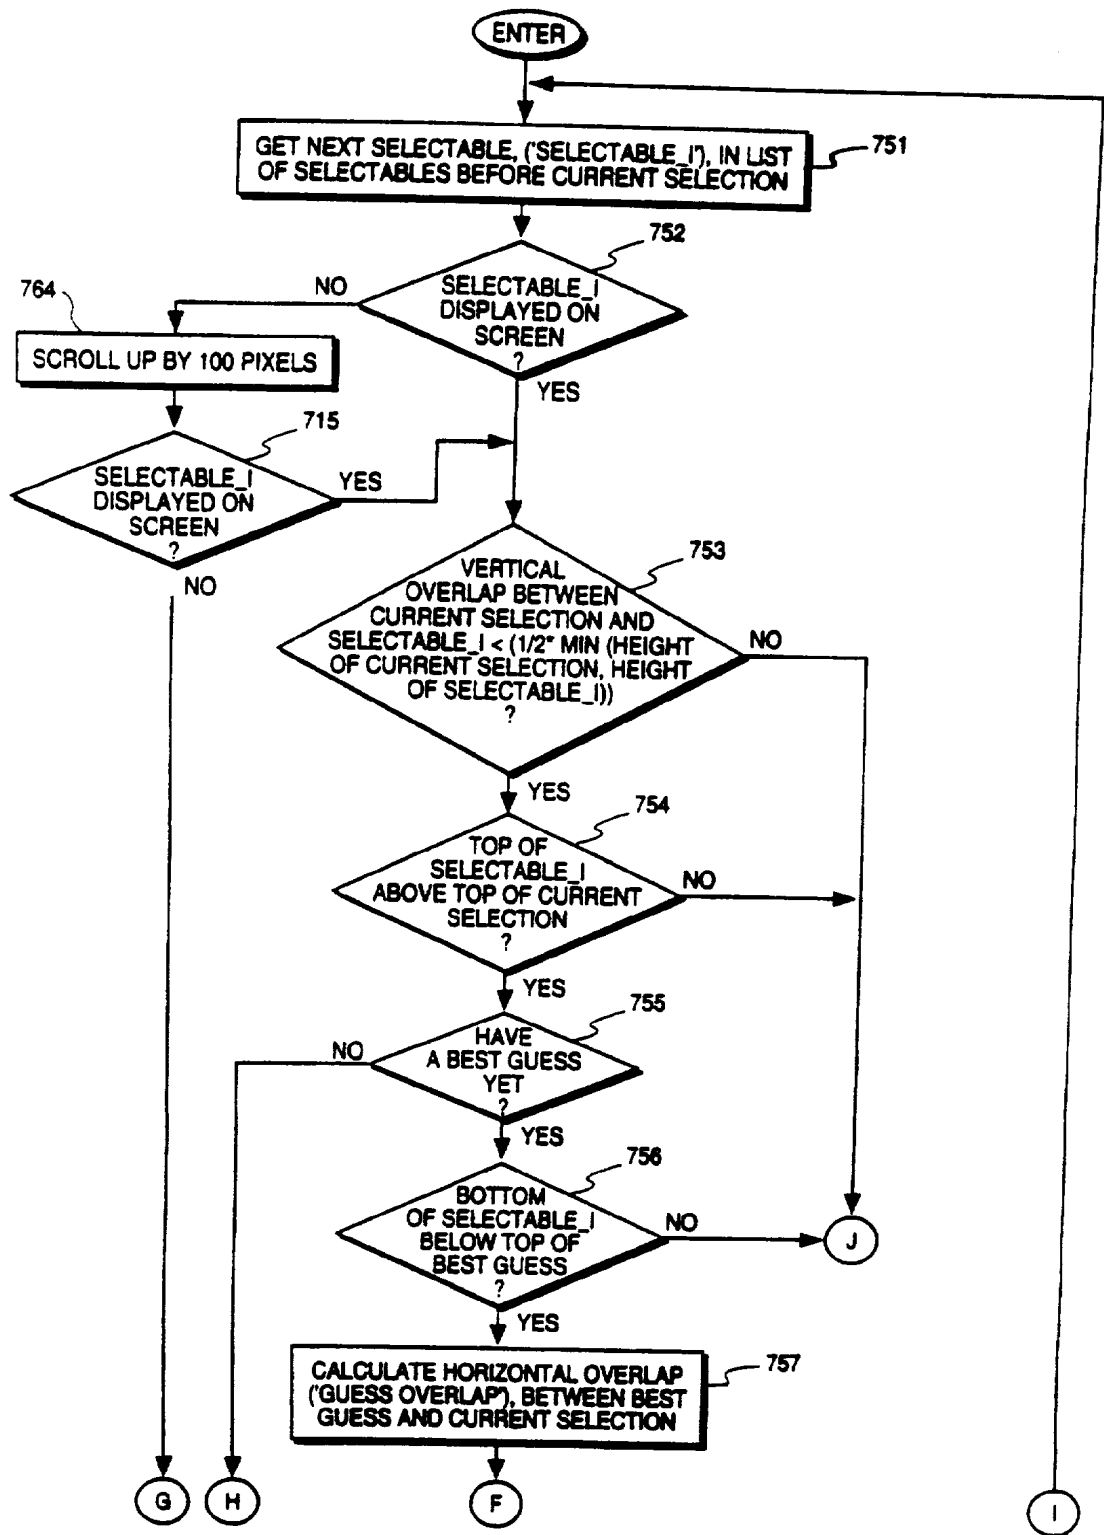 ENTER
GET NEXT SELECTABLE, ('SELECTABLE_I'), IN LIST
OF SELECTABLES BEFORE CURRENT SELECTION
751
752
SELECTABLE_I
DISPLAYED ON
SCREEN
?
NO
YES
764
SCROLL UP BY 100 PIXELS
715
SELECTABLE_I
DISPLAYED ON
SCREEN
?
YES
NO
753
VERTICAL
OVERLAP BETWEEN
CURRENT SELECTION AND
SELECTABLE_I < (1/2* MIN (HEIGHT
OF CURRENT SELECTION, HEIGHT
OF SELECTABLE_I))
?
NO
YES
754
TOP OF
SELECTABLE_I
ABOVE TOP OF CURRENT
SELECTION
?
NO
YES
755
HAVE
A BEST GUESS
YET
?
NO
YES
756
BOTTOM
OF SELECTABLE_I
BELOW TOP OF
BEST GUESS
?
NO
J
YES
757
CALCULATE HORIZONTAL OVERLAP
('GUESS OVERLAP'), BETWEEN BEST
GUESS AND CURRENT SELECTION
G
H
F
I